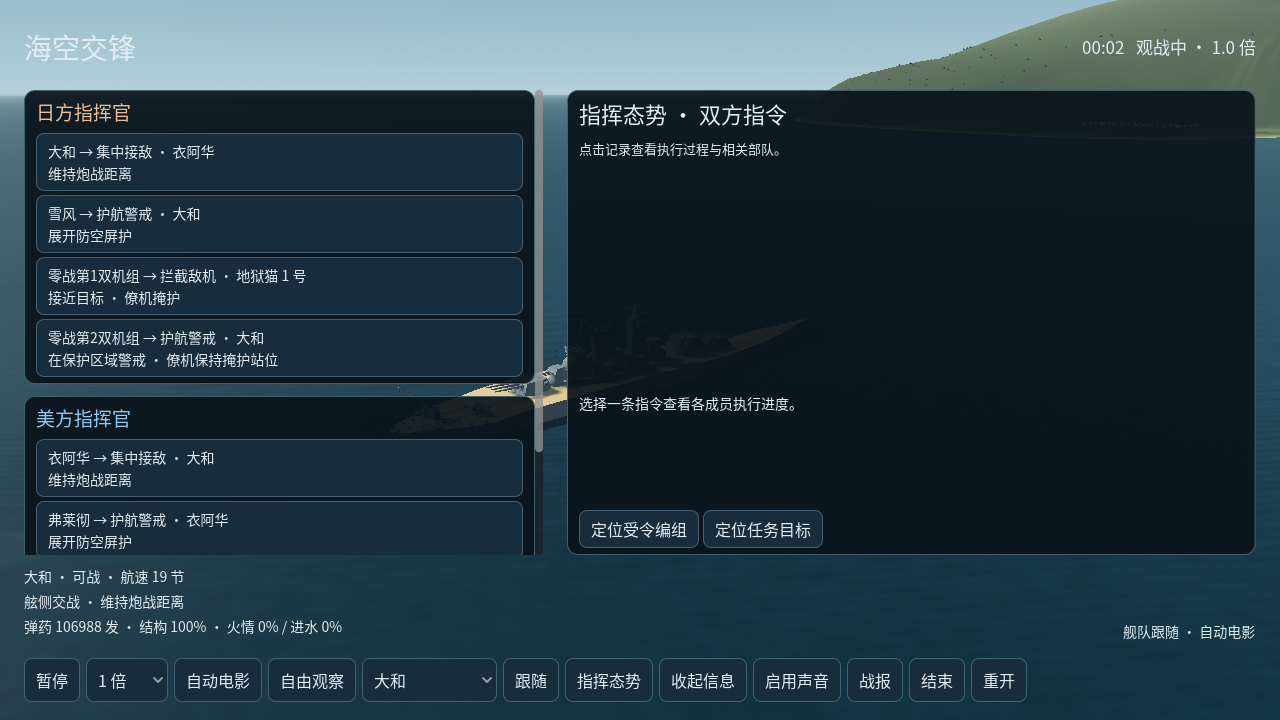 海空交锋
00:02 观战中 · 1.0 倍
日方指挥官
大和 → 集中接敌 · 衣阿华
维持炮战距离
雪风 → 护航警戒 · 大和
展开防空屏护
零战第1双机组 → 拦截敌机 · 地狱猫 1 号
接近目标 · 僚机掩护
零战第2双机组 → 护航警戒 · 大和
在保护区域警戒 · 僚机保持掩护站位
美方指挥官
衣阿华 → 集中接敌 · 大和
维持炮战距离
弗莱彻 → 护航警戒 · 衣阿华
展开防空屏护
指挥态势 · 双方指令
点击记录查看执行过程与相关部队。
选择一条指令查看各成员执行进度。
定位受令编组 定位任务目标
大和 · 可战 · 航速 19 节
舷侧交战 · 维持炮战距离
弹药 106988 发 · 结构 100% · 火情 0% / 进水 0%
舰队跟随 · 自动电影
暂停 1 倍 自动电影 自由观察 大和 跟随 指挥态势 收起信息 启用声音 战报 结束 重开